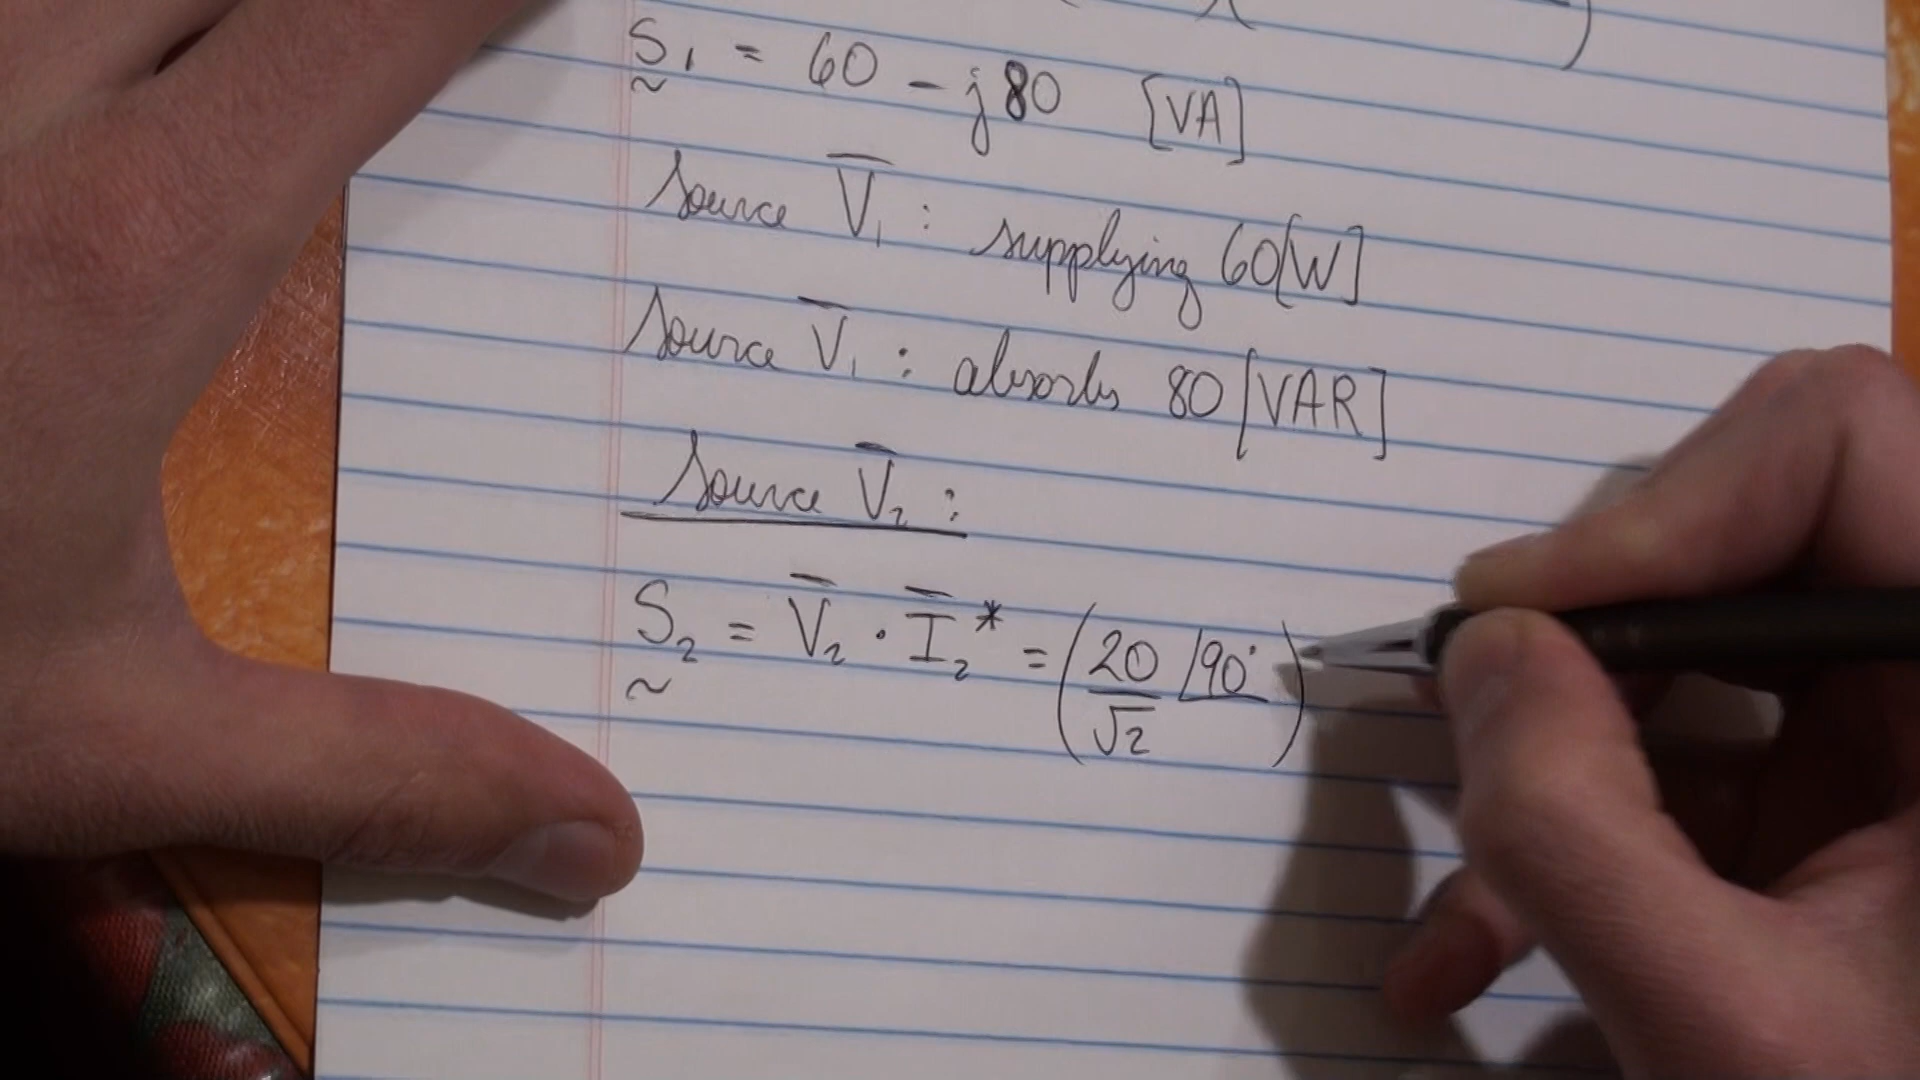 S₁ = 60 - j80 [VA]
Source V̅₁ : supplying 60[W]
Source V̅₁ : absorbs 80 [VAR]
Source V̅₂ :
S₂ = V̅₂ · I̅₂* = (20/√2 ∠90°)